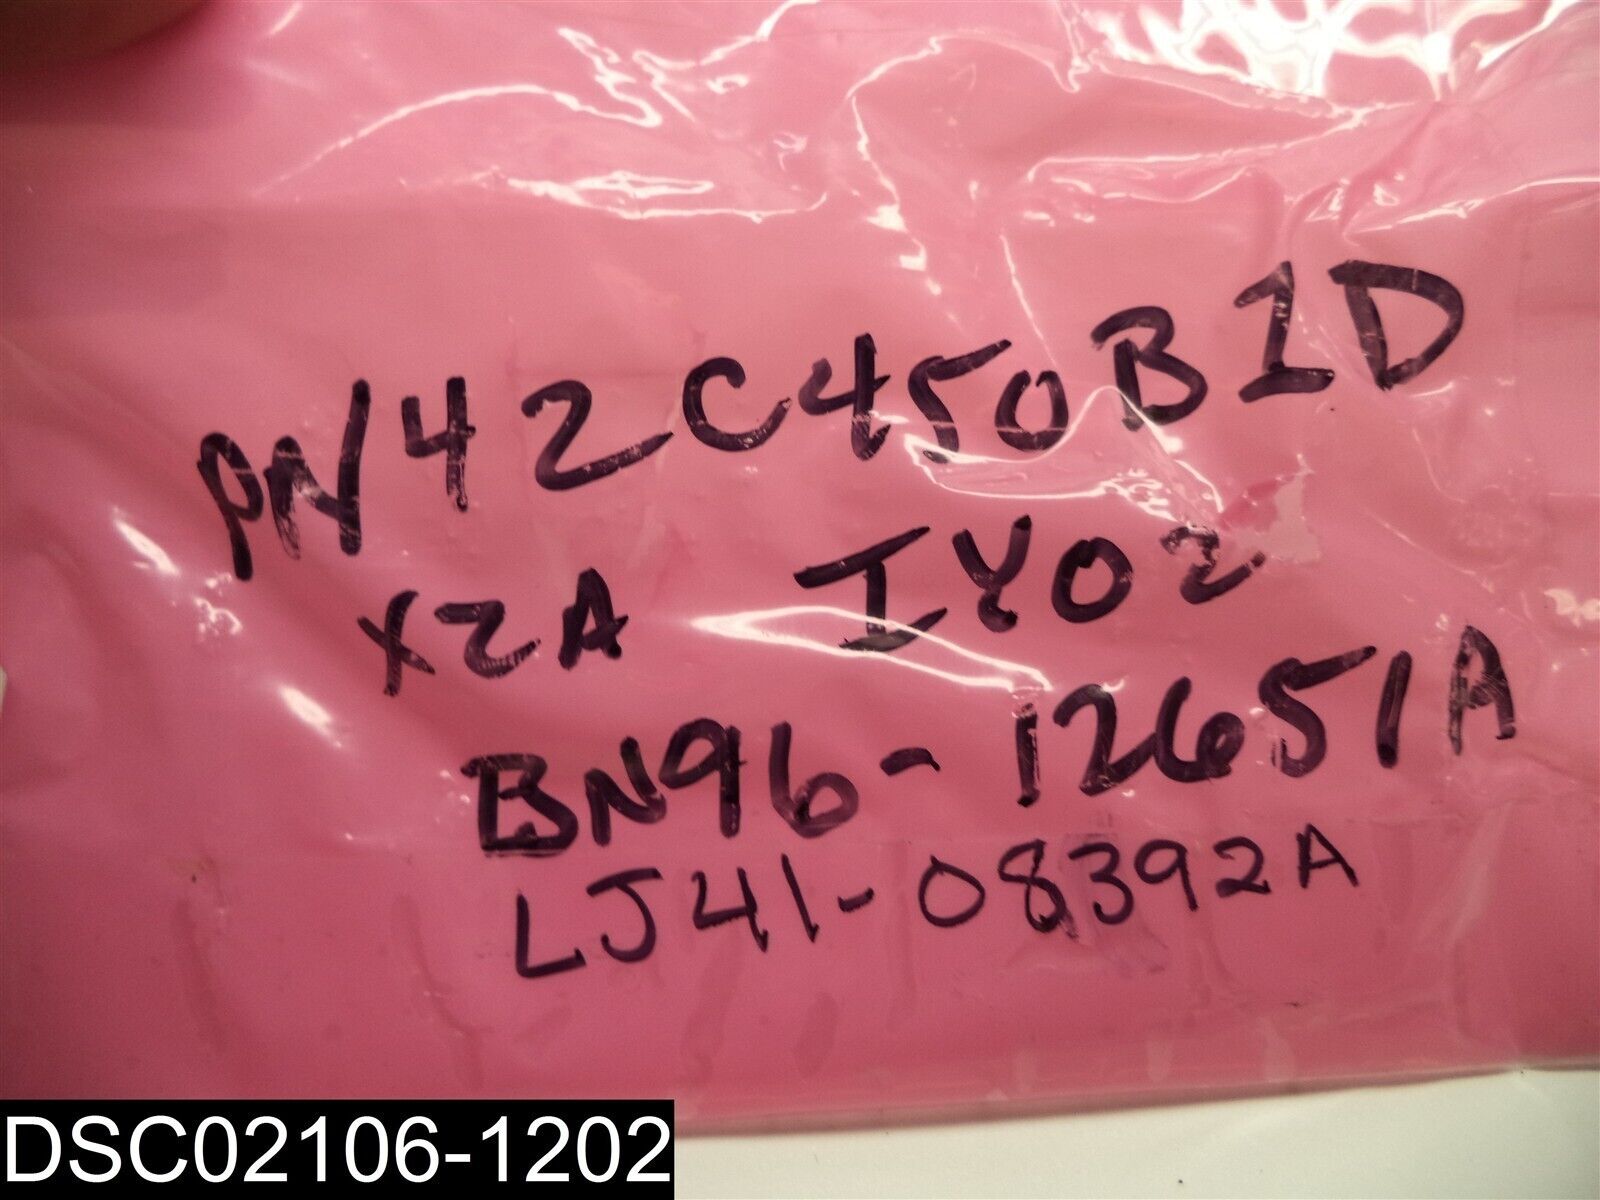 PN42C450B1D
XZA IY02
BN96-12651A
LJ41-08392A
DSC02106-1202